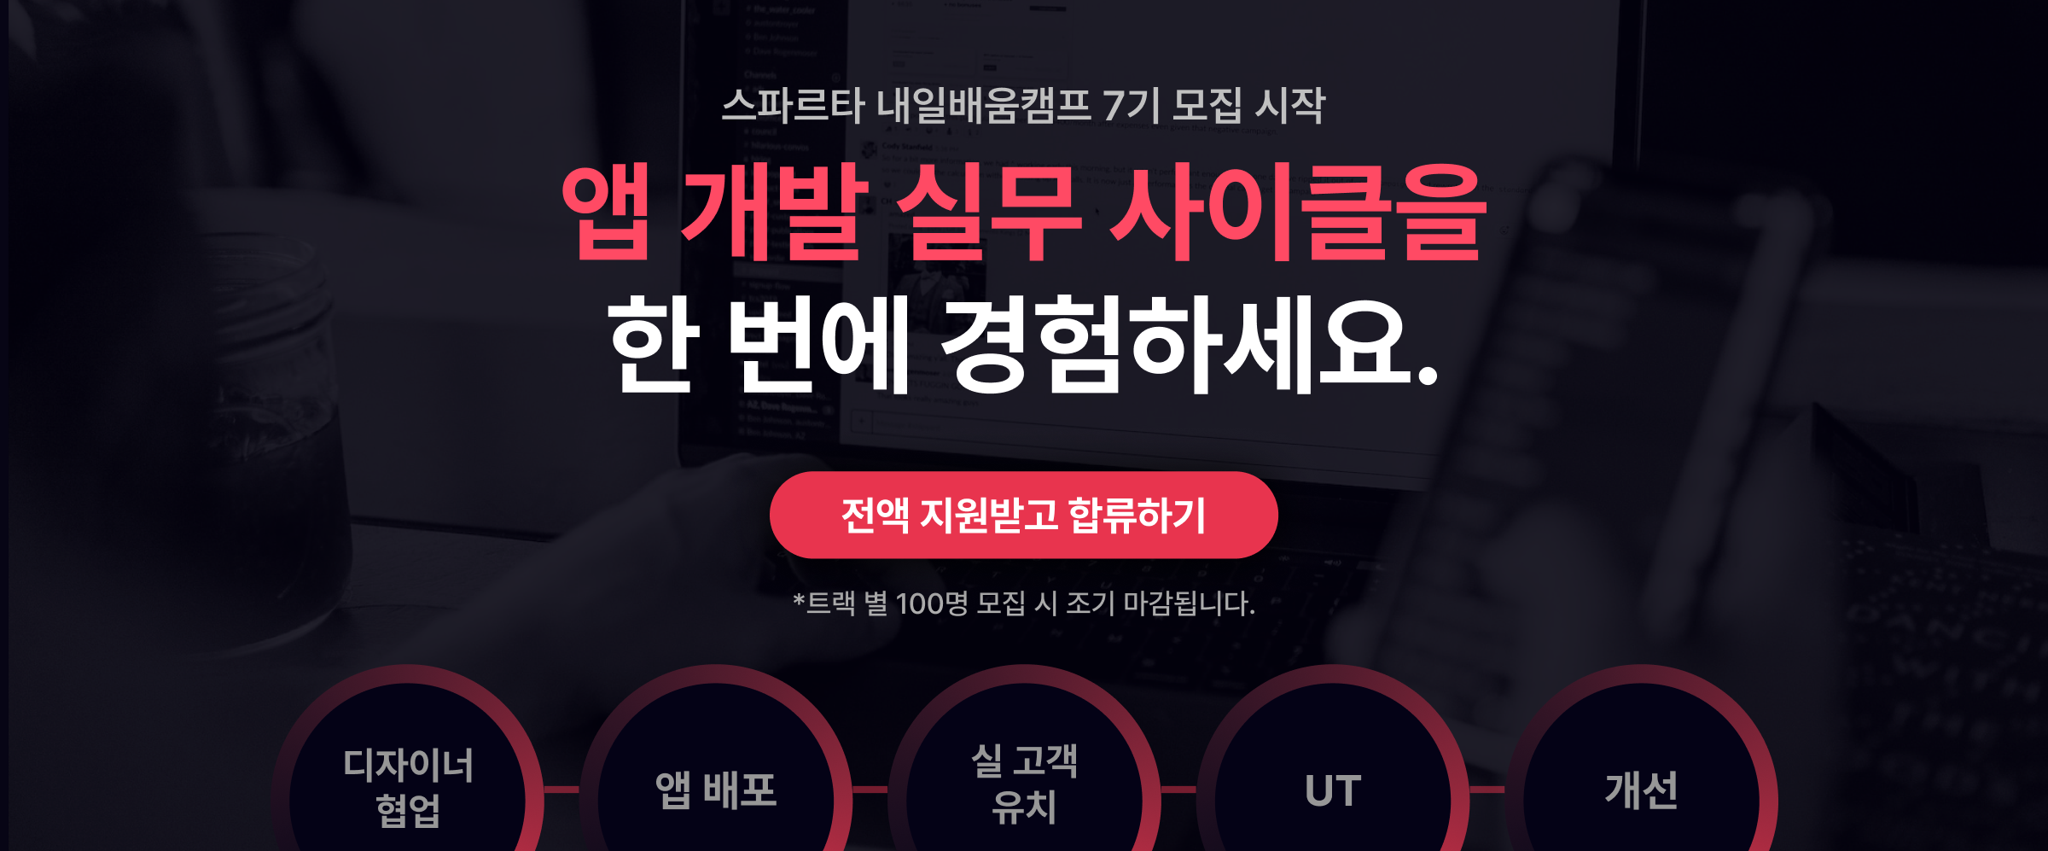 스파르타 내일배움캠프 7기 모집 시작
앱 개발 실무 사이클을
한 번에 경험하세요.
전액 지원받고 합류하기
*트랙 별 100명 모집 시 조기 마감됩니다.
디자이너
협업
앱 배포
실 고객
유치
UT
개선